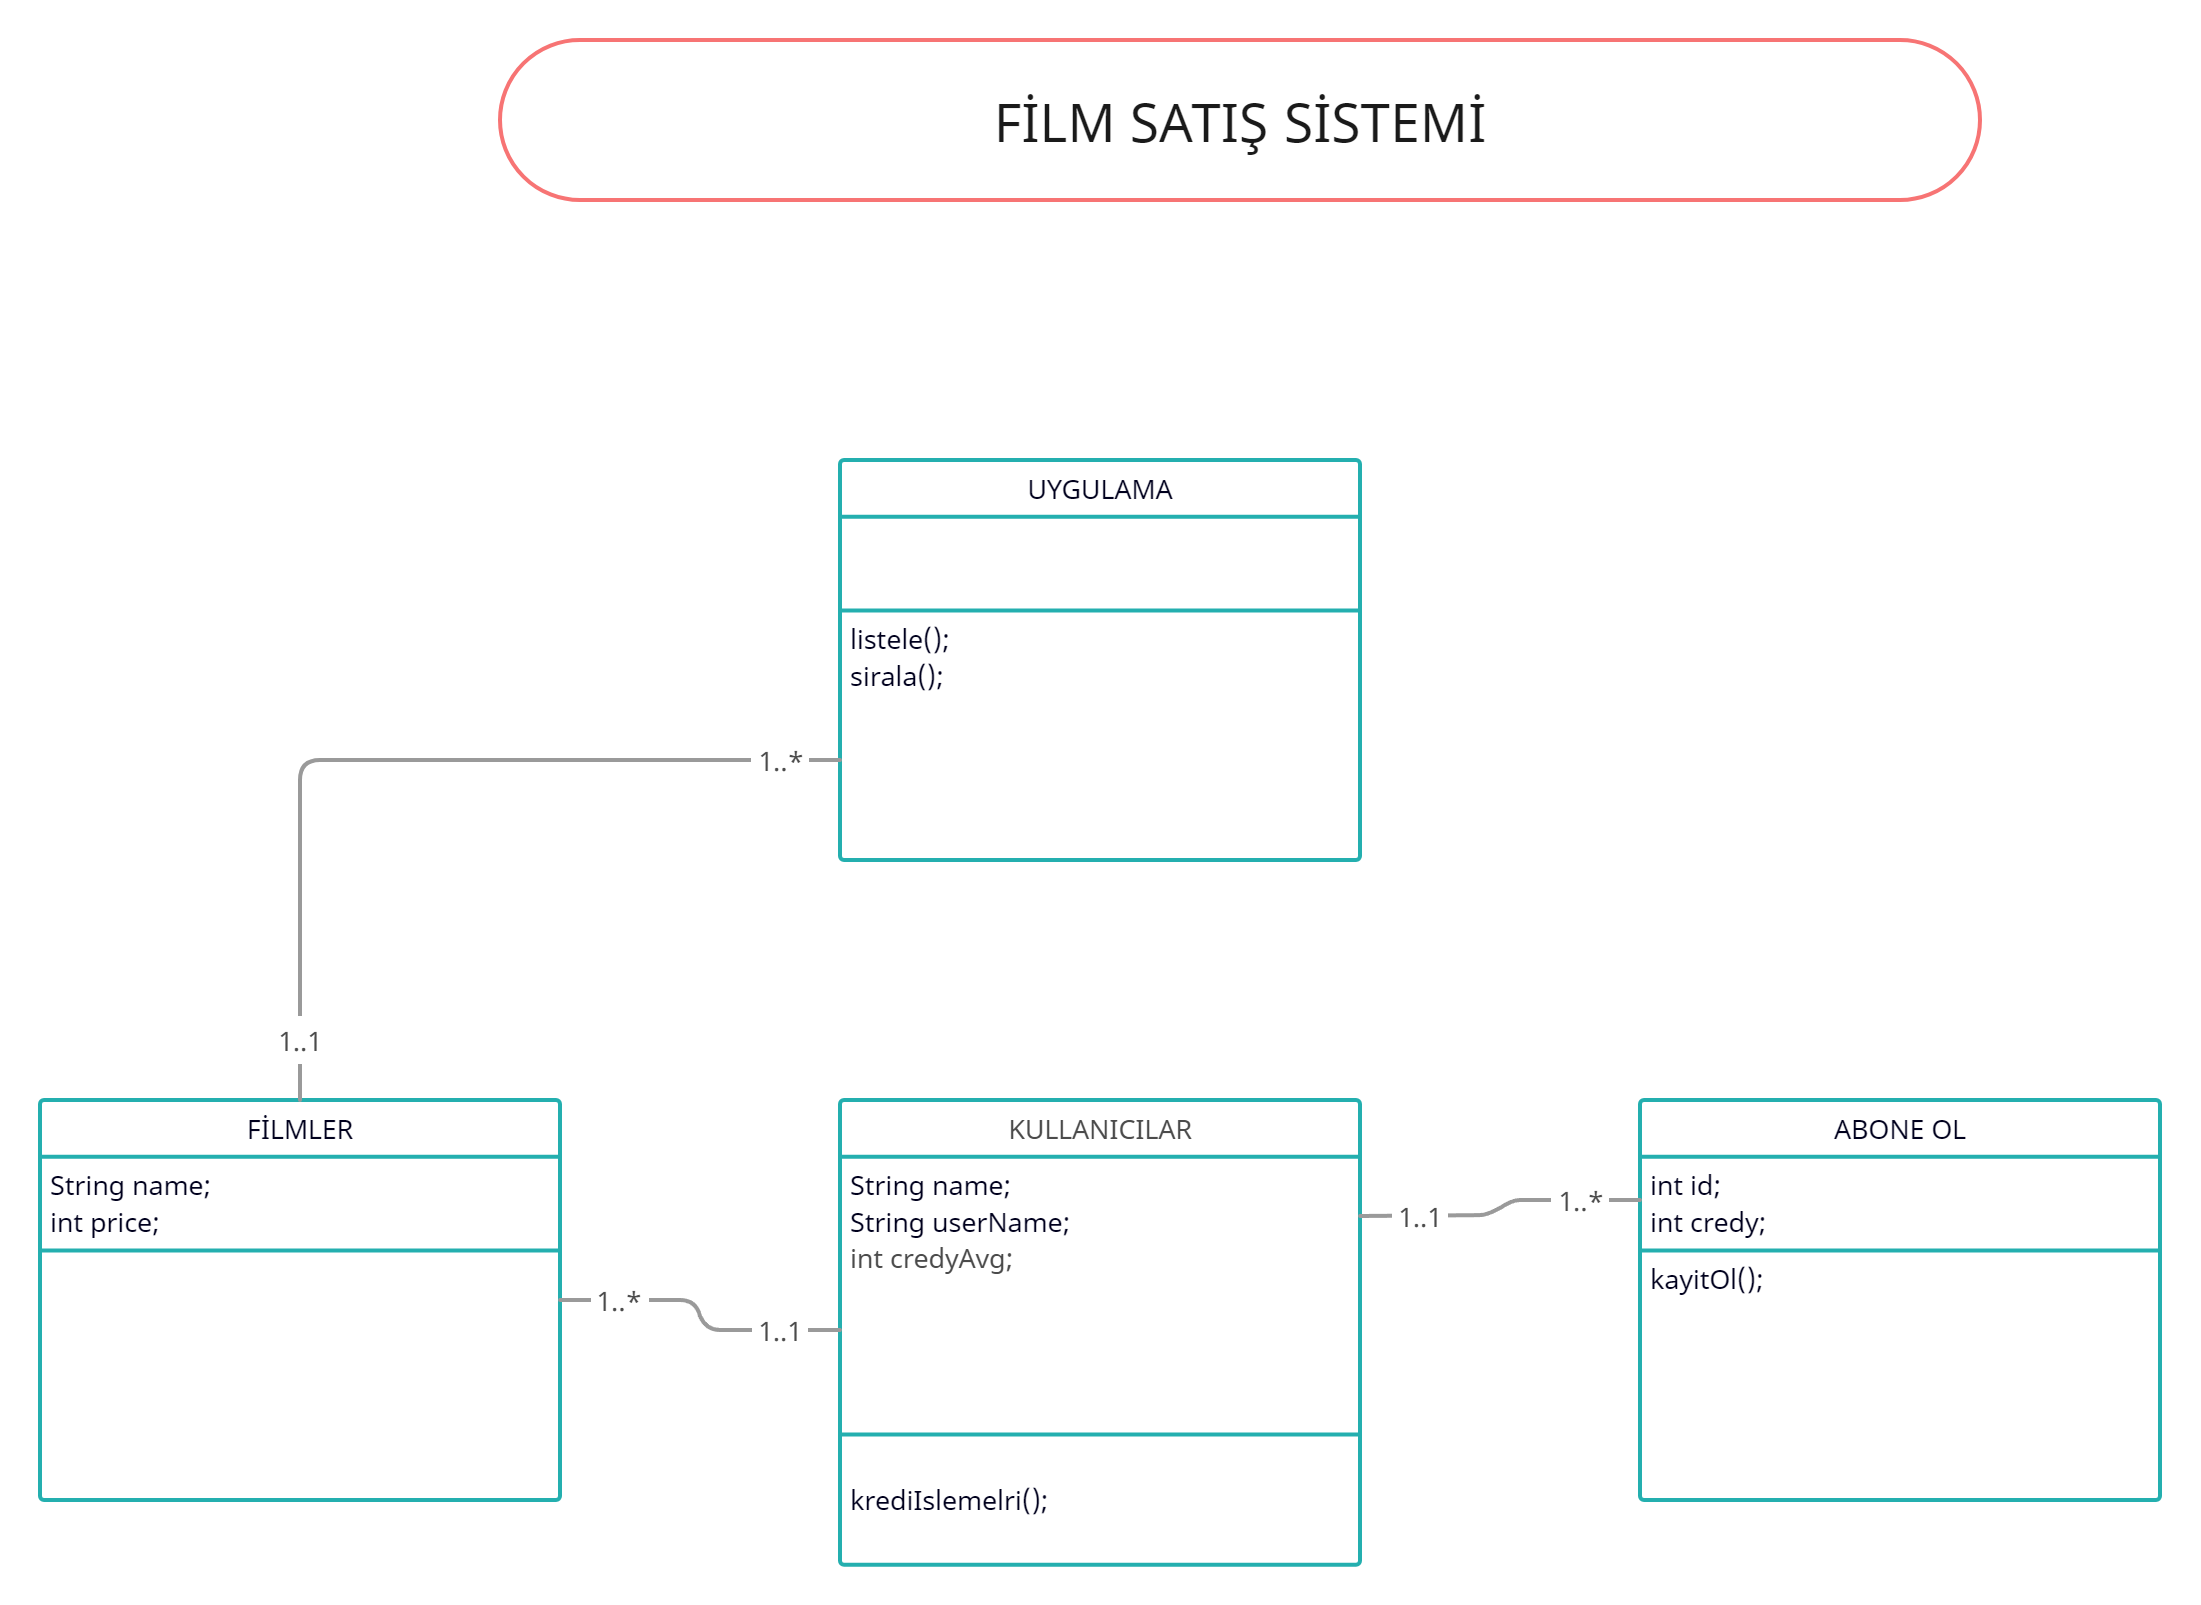 FİLM SATIŞ SİSTEMİ
UYGULAMA
listele();
sirala();
1..*
1..1
FİLMLER
String name;
int price;
1..*
1..1
KULLANICILAR
String name;
String userName;
int credyAvg;
krediIslemelri();
1..1
1..*
ABONE OL
int id;
int credy;
kayitOl();